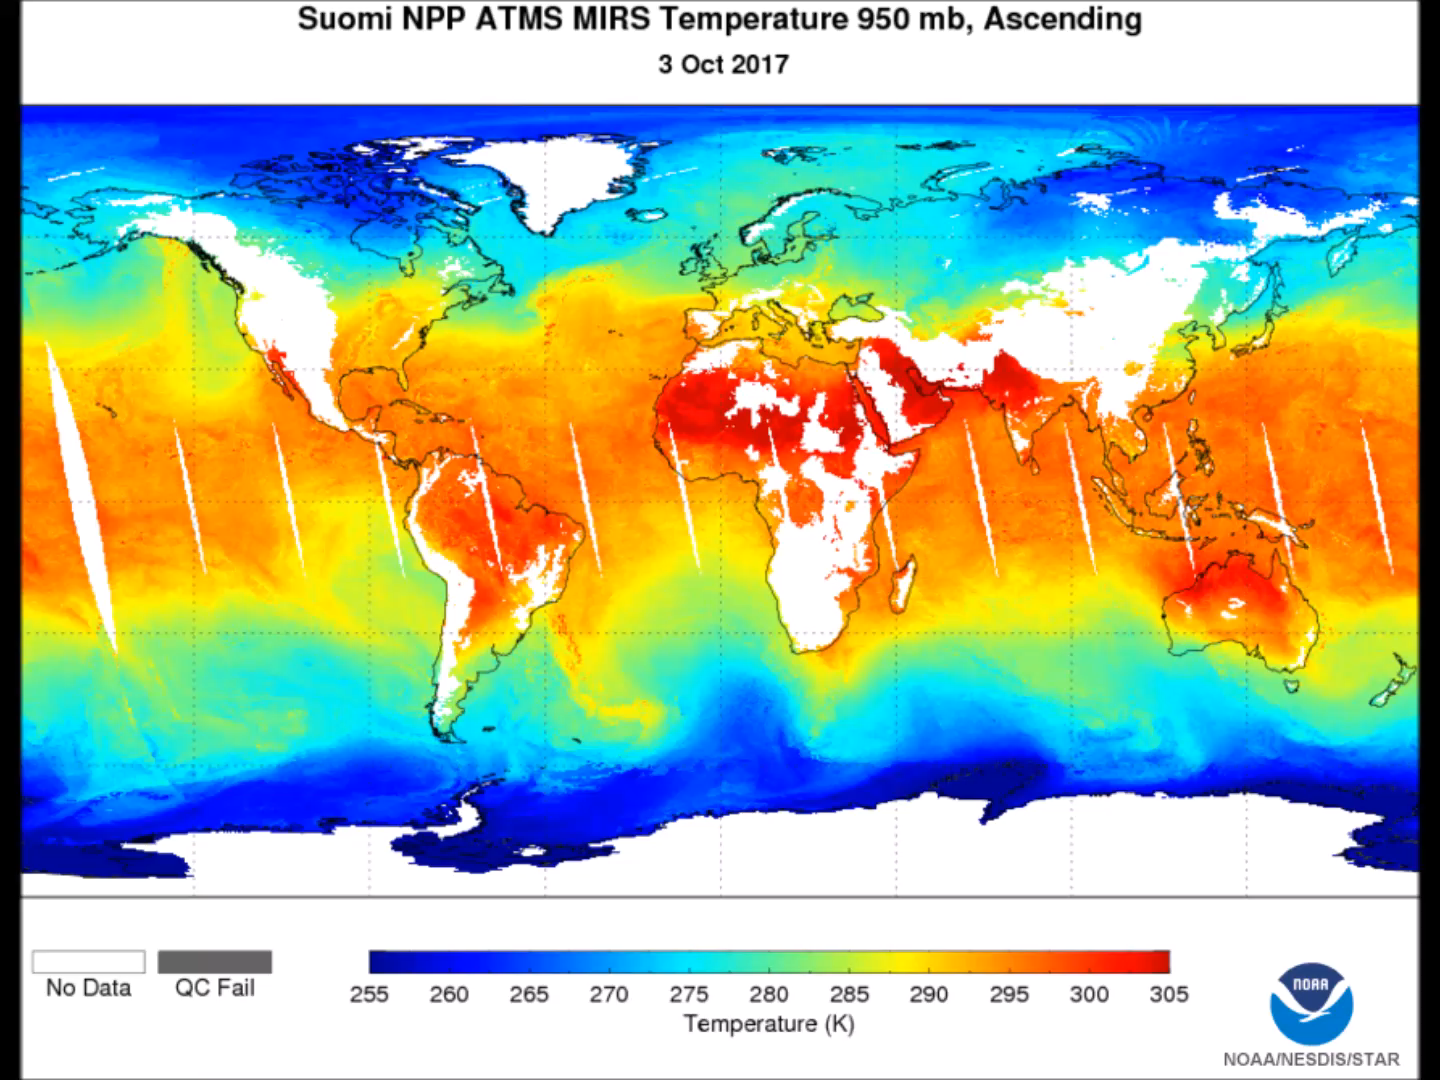 Suomi NPP ATMS MIRS Temperature 950 mb, Ascending
3 Oct 2017
No Data
QC Fail
255 260 265 270 275 280 285 290 295 300 305
Temperature (K)
NOAA
NOAA/NESDIS/STAR